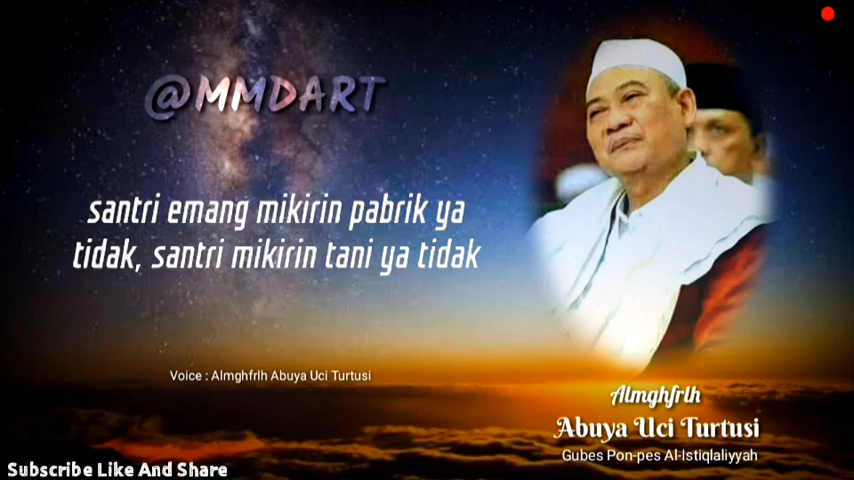 @MMDART
santri emang mikirin pabrik ya
tidak, santri mikirin tani ya tidak
Voice : Almghfrlh Abuya Uci Turtusi
Almghfrlh
Abuya Uci Turtusi
Gubes Pon-pes Al-Istiqlaliyyah
Subscribe Like And Share